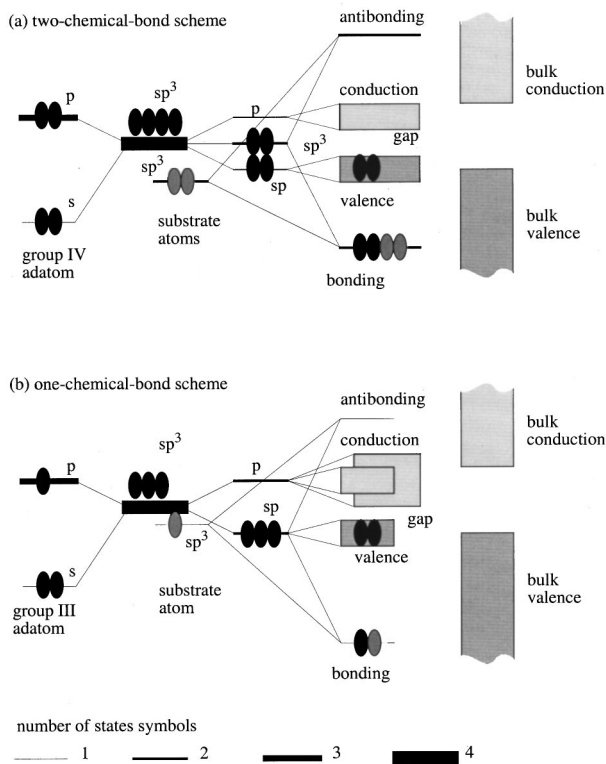 (a) two-chemical-bond scheme
antibonding
p
sp3
p
conduction
gap
sp3
sp3
sp
valence
s
group IV
adatom
substrate
atoms
bonding
bulk
conduction
bulk
valence
(b) one-chemical-bond scheme
antibonding
p
sp3
p
conduction
gap
sp
sp3
valence
s
group III
adatom
substrate
atom
bonding
bulk
conduction
bulk
valence
number of states symbols
1 2 3 4